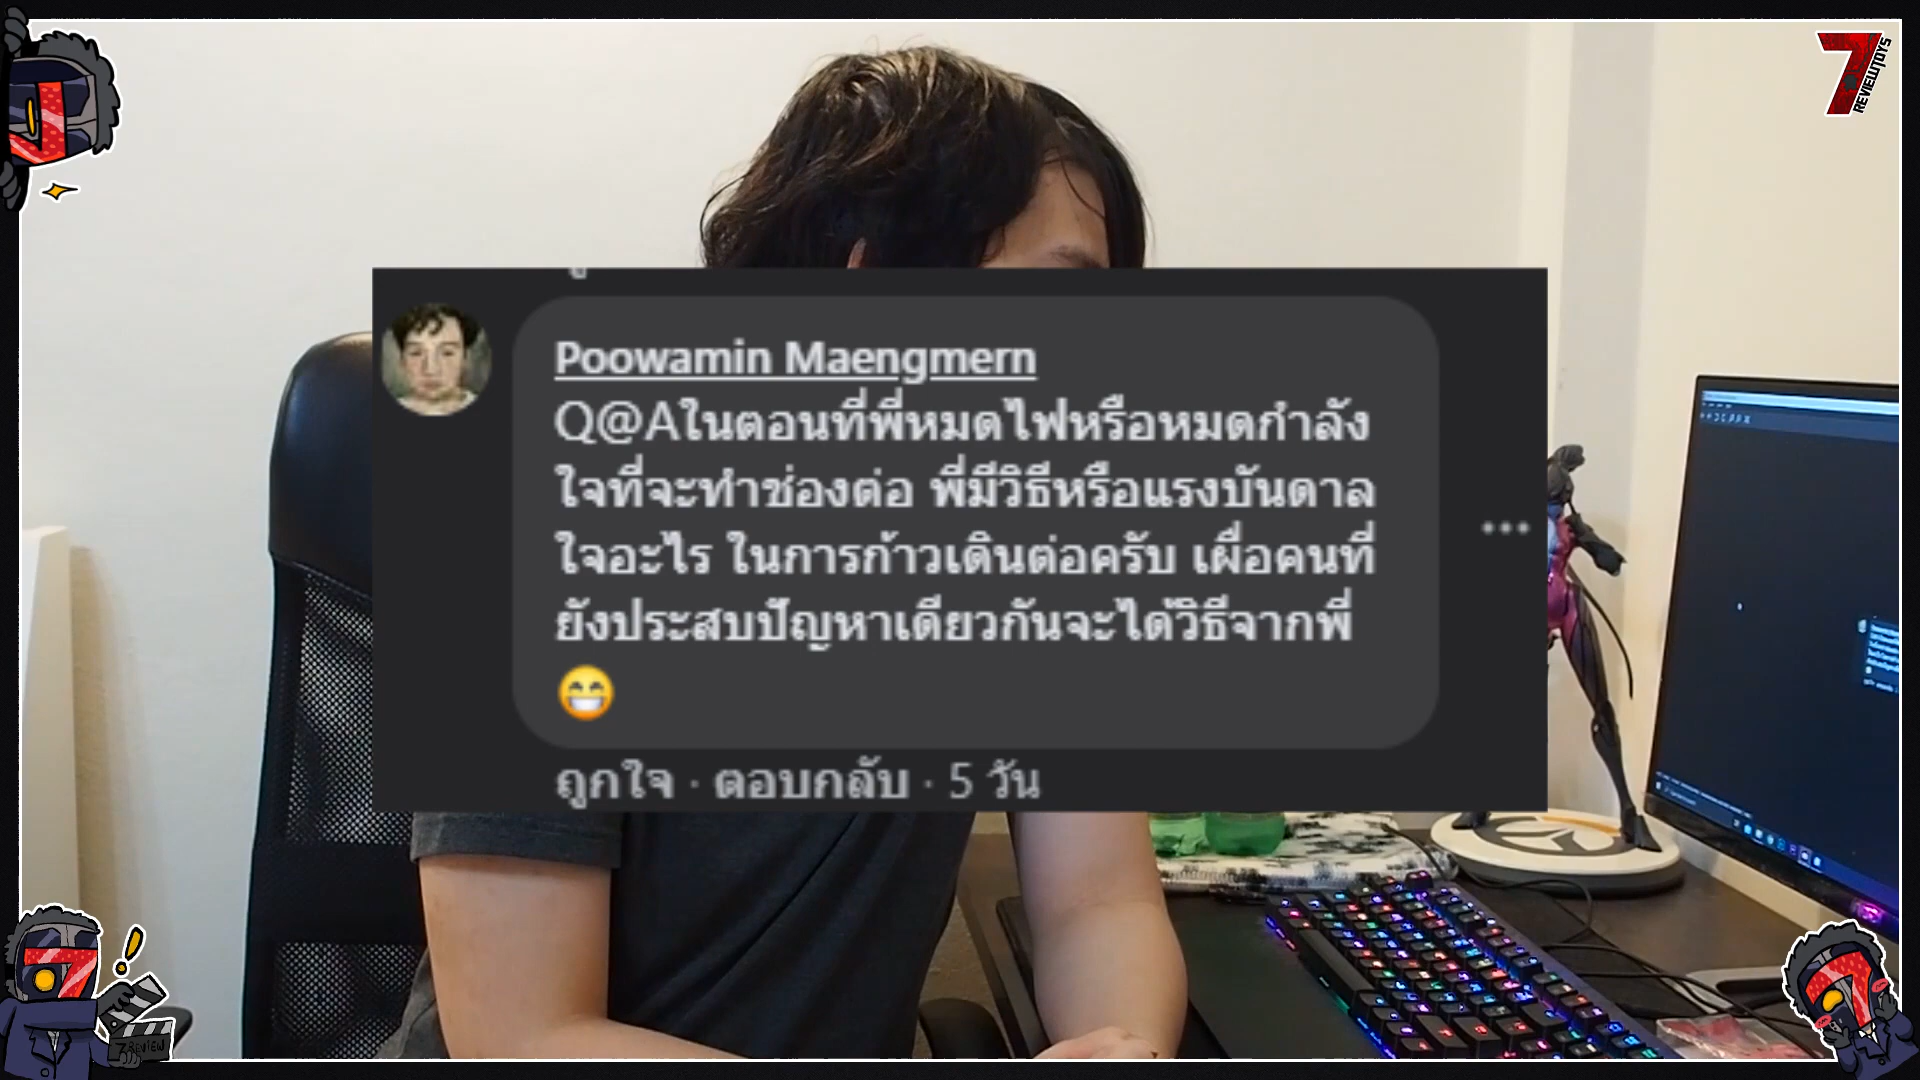 7
REVIEWTOYS
Poowamin Maengmern
Q@Aในตอนที่พี่หมดไฟหรือหมดกำลัง
ใจที่จะทำช่องต่อ พี่มีวิธีหรือแรงบันดาล
ใจอะไร ในการก้าวเดินต่อครับ เผื่อคนที่
ยังประสบปัญหาเดียวกันจะได้วิธีจากพี่
😁
ถูกใจ · ตอบกลับ · 5 วัน
7REVIEW